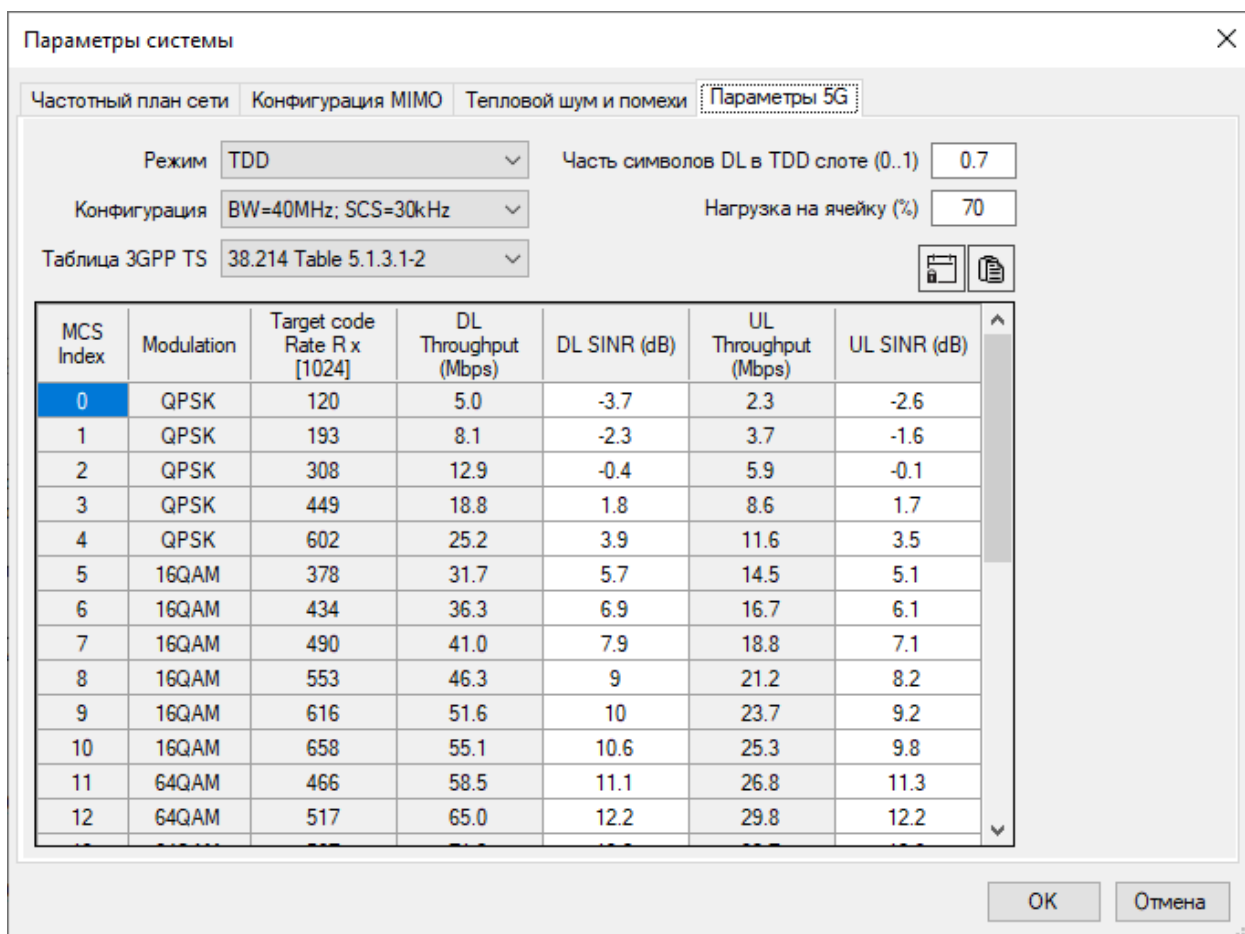 Параметры системы
Частотный план сети Конфигурация MIMO Тепловой шум и помехи Параметры 5G
Режим TDD Часть символов DL в TDD слоте (0..1) 0.7
Конфигурация BW=40MHz; SCS=30kHz Нагрузка на ячейку (%) 70
Таблица 3GPP TS 38.214 Table 5.1.3.1-2
MCS Index Modulation Target code Rate R x [1024] DL Throughput (Mbps) DL SINR (dB) UL Throughput (Mbps) UL SINR (dB)
0 QPSK 120 5.0 -3.7 2.3 -2.6
1 QPSK 193 8.1 -2.3 3.7 -1.6
2 QPSK 308 12.9 -0.4 5.9 -0.1
3 QPSK 449 18.8 1.8 8.6 1.7
4 QPSK 602 25.2 3.9 11.6 3.5
5 16QAM 378 31.7 5.7 14.5 5.1
6 16QAM 434 36.3 6.9 16.7 6.1
7 16QAM 490 41.0 7.9 18.8 7.1
8 16QAM 553 46.3 9 21.2 8.2
9 16QAM 616 51.6 10 23.7 9.2
10 16QAM 658 55.1 10.6 25.3 9.8
11 64QAM 466 58.5 11.1 26.8 11.3
12 64QAM 517 65.0 12.2 29.8 12.2
OK Отмена